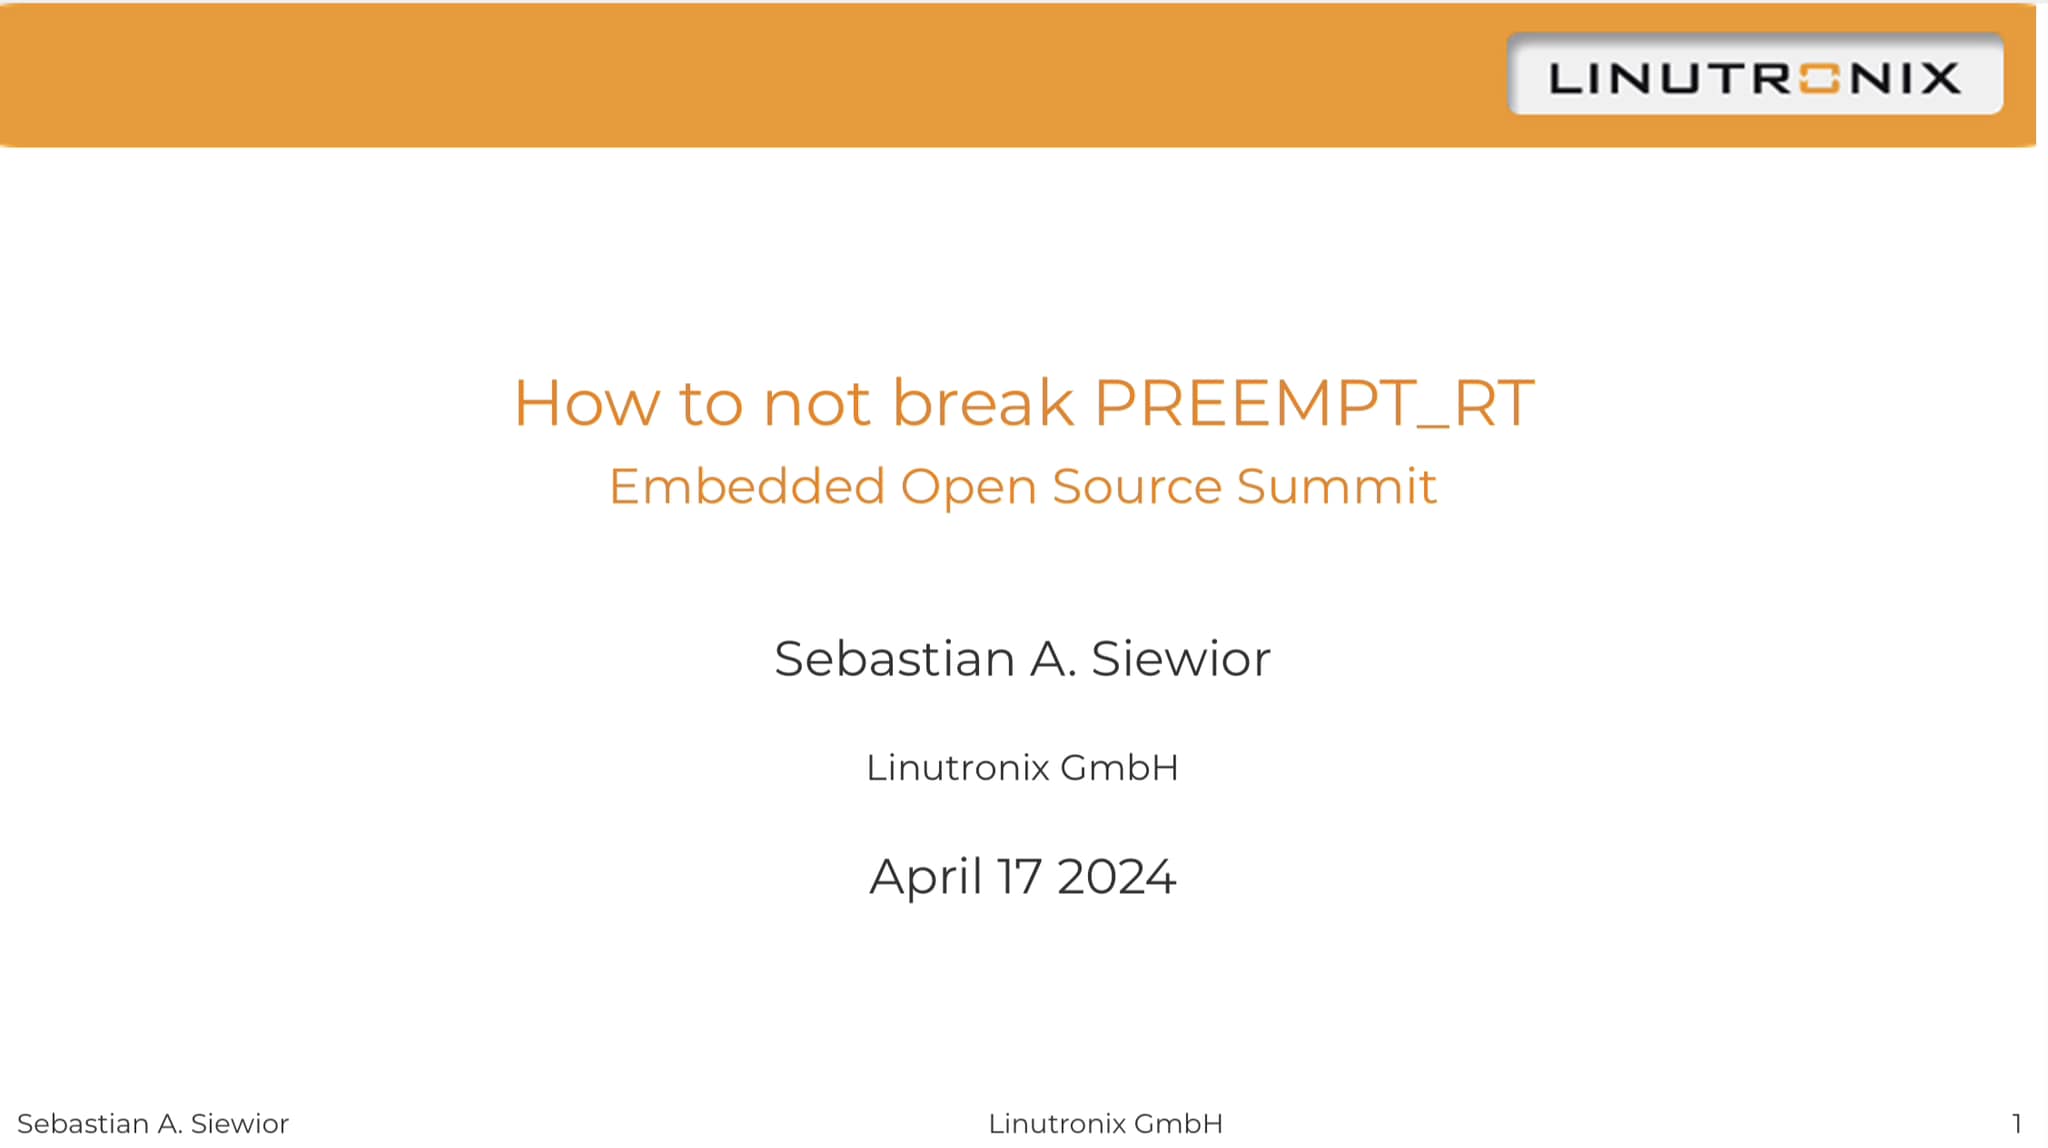 LINUTRONIX
How to not break PREEMPT_RT
Embedded Open Source Summit
Sebastian A. Siewior
Linutronix GmbH
April 17 2024
Sebastian A. Siewior
Linutronix GmbH
1